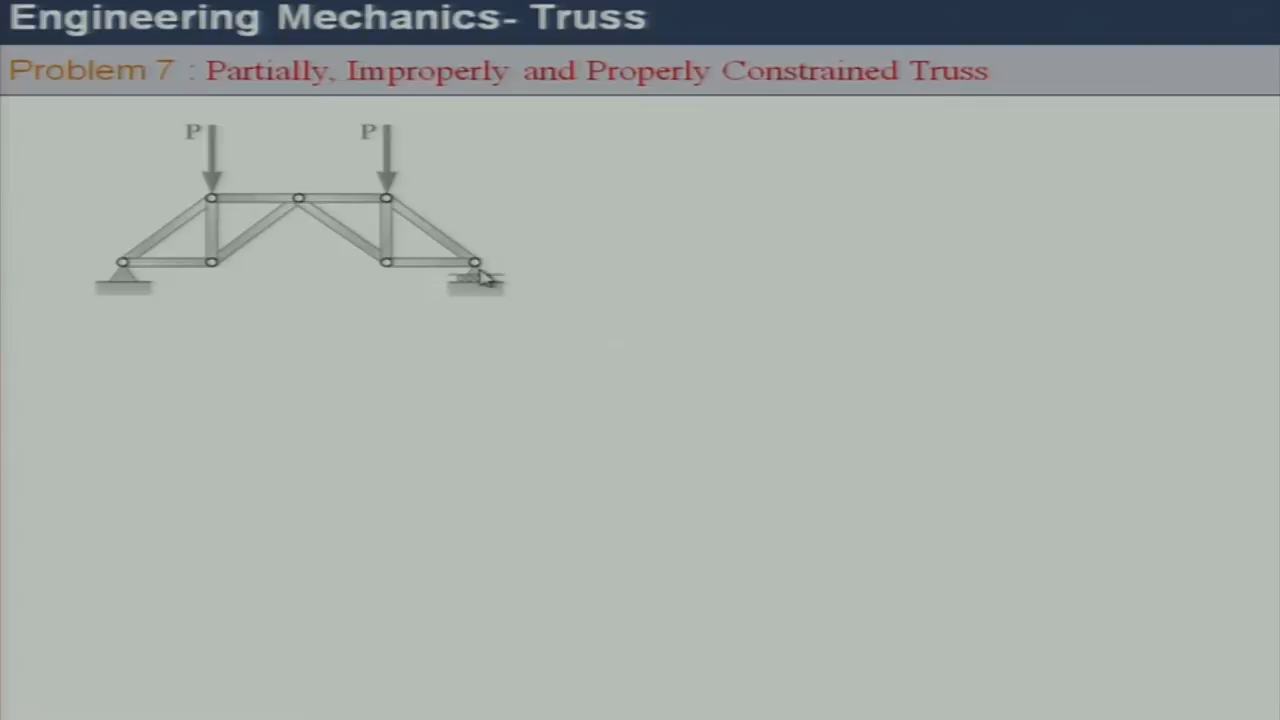 Engineering Mechanics- Truss
Problem 7 : Partially, Improperly and Properly Constrained Truss
P P